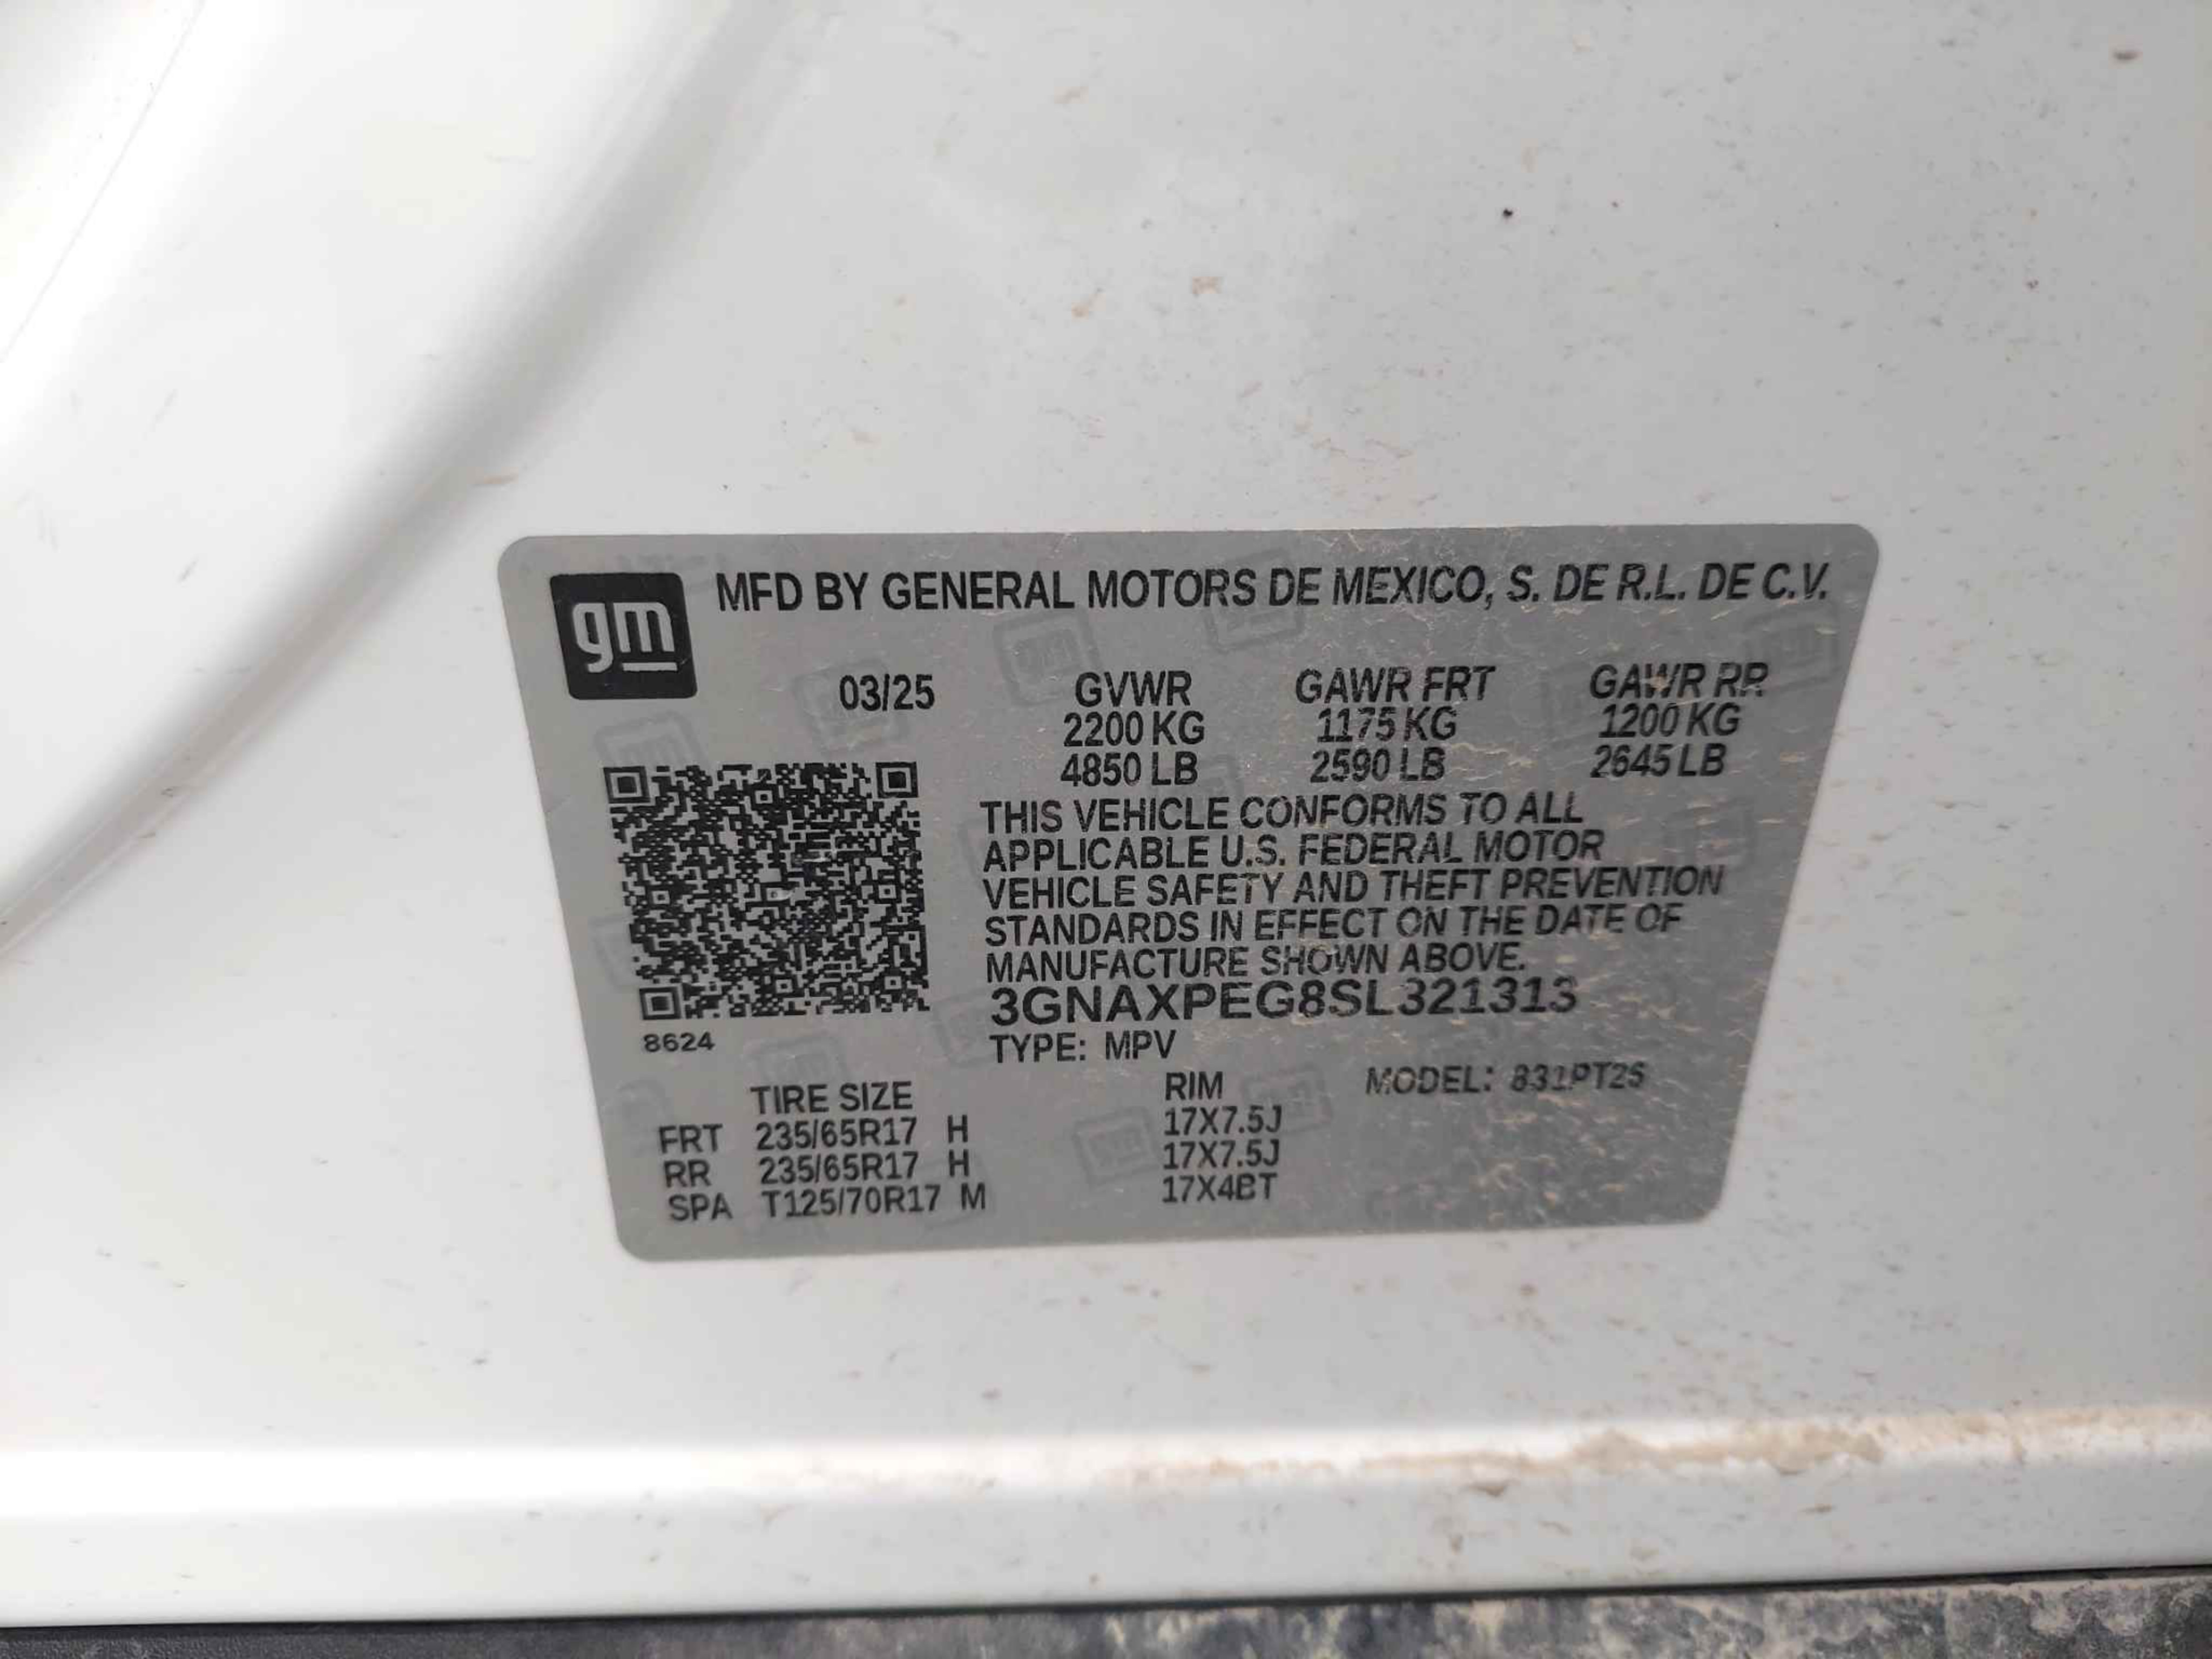 gm
MFD BY GENERAL MOTORS DE MEXICO, S. DE R.L. DE C.V.
03/25 GVWR GAWR FRT GAWR RR
2200 KG 1175 KG 1200 KG
4850 LB 2590 LB 2645 LB
THIS VEHICLE CONFORMS TO ALL
APPLICABLE U.S. FEDERAL MOTOR
VEHICLE SAFETY AND THEFT PREVENTION
STANDARDS IN EFFECT ON THE DATE OF
MANUFACTURE SHOWN ABOVE.
3GNAXPEG8SL321313
8624
TYPE: MPV
TIRE SIZE RIM MODEL:
FRT 235/65R17 H 17X7.5J
RR 235/65R17 H 17X7.5J
SPA T125/70R17 M 17X4BT